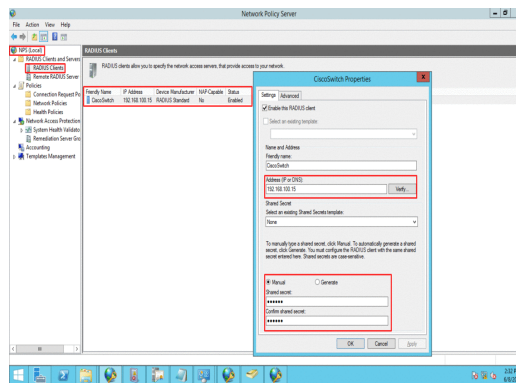 Network Policy Server
File Action View Help
NPS (Local)
RADIUS Clients and Servers
RADIUS Clients
Remote RADIUS Server
Policies
Connection Request Po
Network Policies
Health Policies
Network Access Protection
System Health Validato
Remediation Server Gro
Accounting
Templates Management
RADIUS Clients
RADIUS clients allow you to specify the network access servers, that provide access to your network.
Friendly Name IP Address Device Manufacturer NAP-Capable Status
CiscoSwitch 192.168.100.15 RADIUS Standard No Enabled
CiscoSwitch Properties
Settings Advanced
Enable this RADIUS client
Select an existing template:
Name and Address
Friendly name:
CiscoSwitch
Address (IP or DNS):
192.168.100.15 Verify...
Shared Secret
Select an existing Shared Secrets template:
None
To manually type a shared secret, click Manual. To automatically generate a shared
secret, click Generate. You must configure the RADIUS client with the same shared
secret entered here. Shared secrets are case-sensitive.
Manual Generate
Shared secret:
Confirm shared secret:
OK Cancel Apply